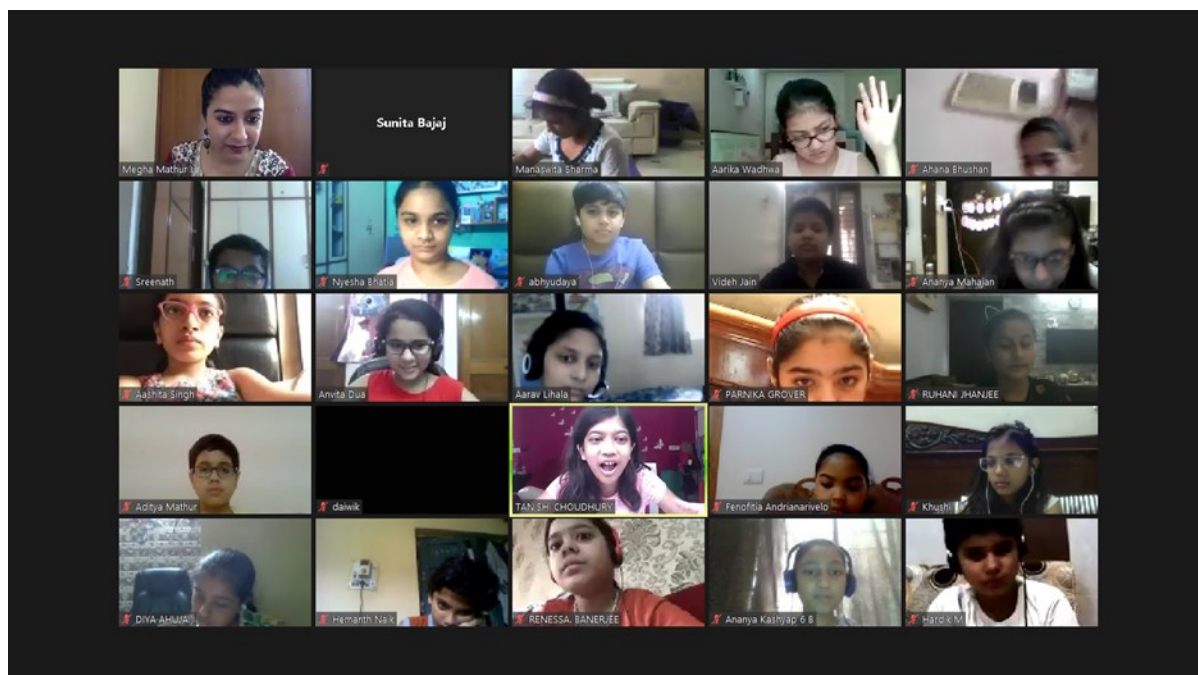 Megha Mathur
Sunita Bajaj
Manaswita Sharma
Aarika Wadhwa
Ahana Bhushan
Sreenath
Nyesha Bhatia
abhyudaya
Videh Jain
Ananya Mahajan
Aashita Singh
Anvita Dua
Aarav Lihala
PARNIKA GROVER
RUHANI JHANJEE
Aditya Mathur
daiwik
TANISHI CHOUDHURY
Fenofitia Andrianarivelo
Khushi
DIYA AHUJA
Hemanth Naik
RENESSA. BANERJEE
Ananya Kashyap 6 B
Hardik M